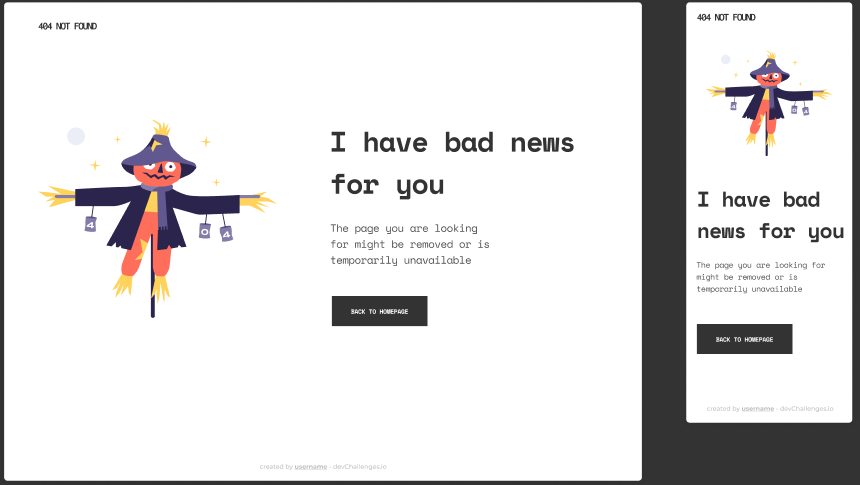 404 NOT FOUND
I have bad news
for you
4
0
4
The page you are looking
for might be removed or is
temporarily unavailable
BACK TO HOMEPAGE
created by username - devChallenges.io
404 NOT FOUND
4
0
4
I have bad
news for you
The page you are looking for
might be removed or is
temporarily unavailable
BACK TO HOMEPAGE
created by username - devChallenges.io